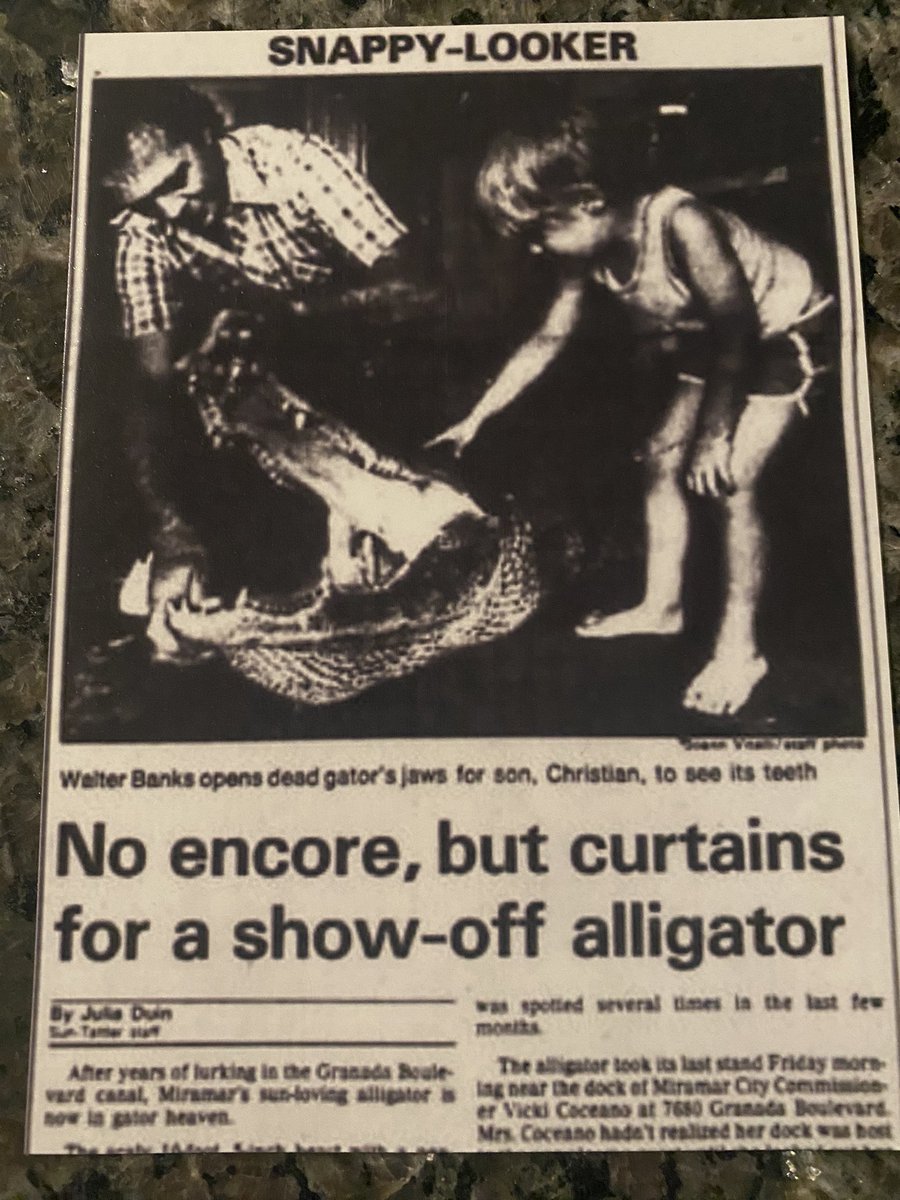 SNAPPY-LOOKER
/staff photo
Walter Banks opens dead gator's jaws for son, Christian, to see its teeth
No encore, but curtains
for a show-off alligator
By Julia Duin
Sun-Tattler staff
After years of lurking in the Granada Boule-
vard canal, Miramar's sun-loving alligator is
now in gator heaven.
was spotted several times in the last few
months.
The alligator took its last stand Friday morn-
ing near the dock of Miramar City Commission-
er Vicki Coceano at 7680 Granada Boulevard.
Mrs. Coceano hadn't realized her dock was host